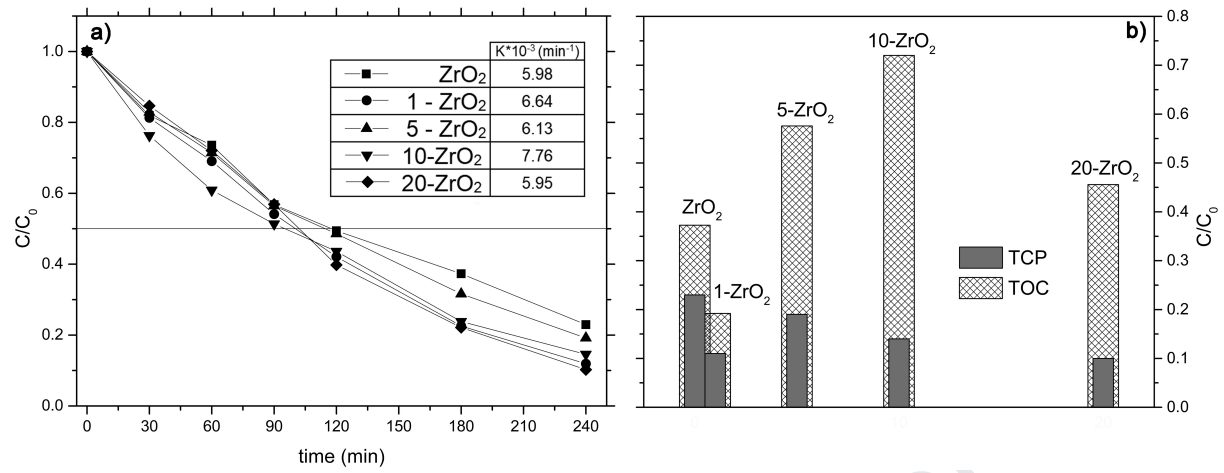 a)
K*10⁻³ (min⁻¹)
ZrO₂ 5.98
1 - ZrO₂ 6.64
5 - ZrO₂ 6.13
10-ZrO₂ 7.76
20-ZrO₂ 5.95
1.0
0.8
0.6
0.4
0.2
0.0
C/C₀
0 30 60 90 120 150 180 210 240
time (min)
b)
10-ZrO₂
5-ZrO₂
20-ZrO₂
ZrO₂
1-ZrO₂
TCP
TOC
0.8
0.7
0.6
0.5
0.4
0.3
0.2
0.1
0.0
C/C₀
0 10 20